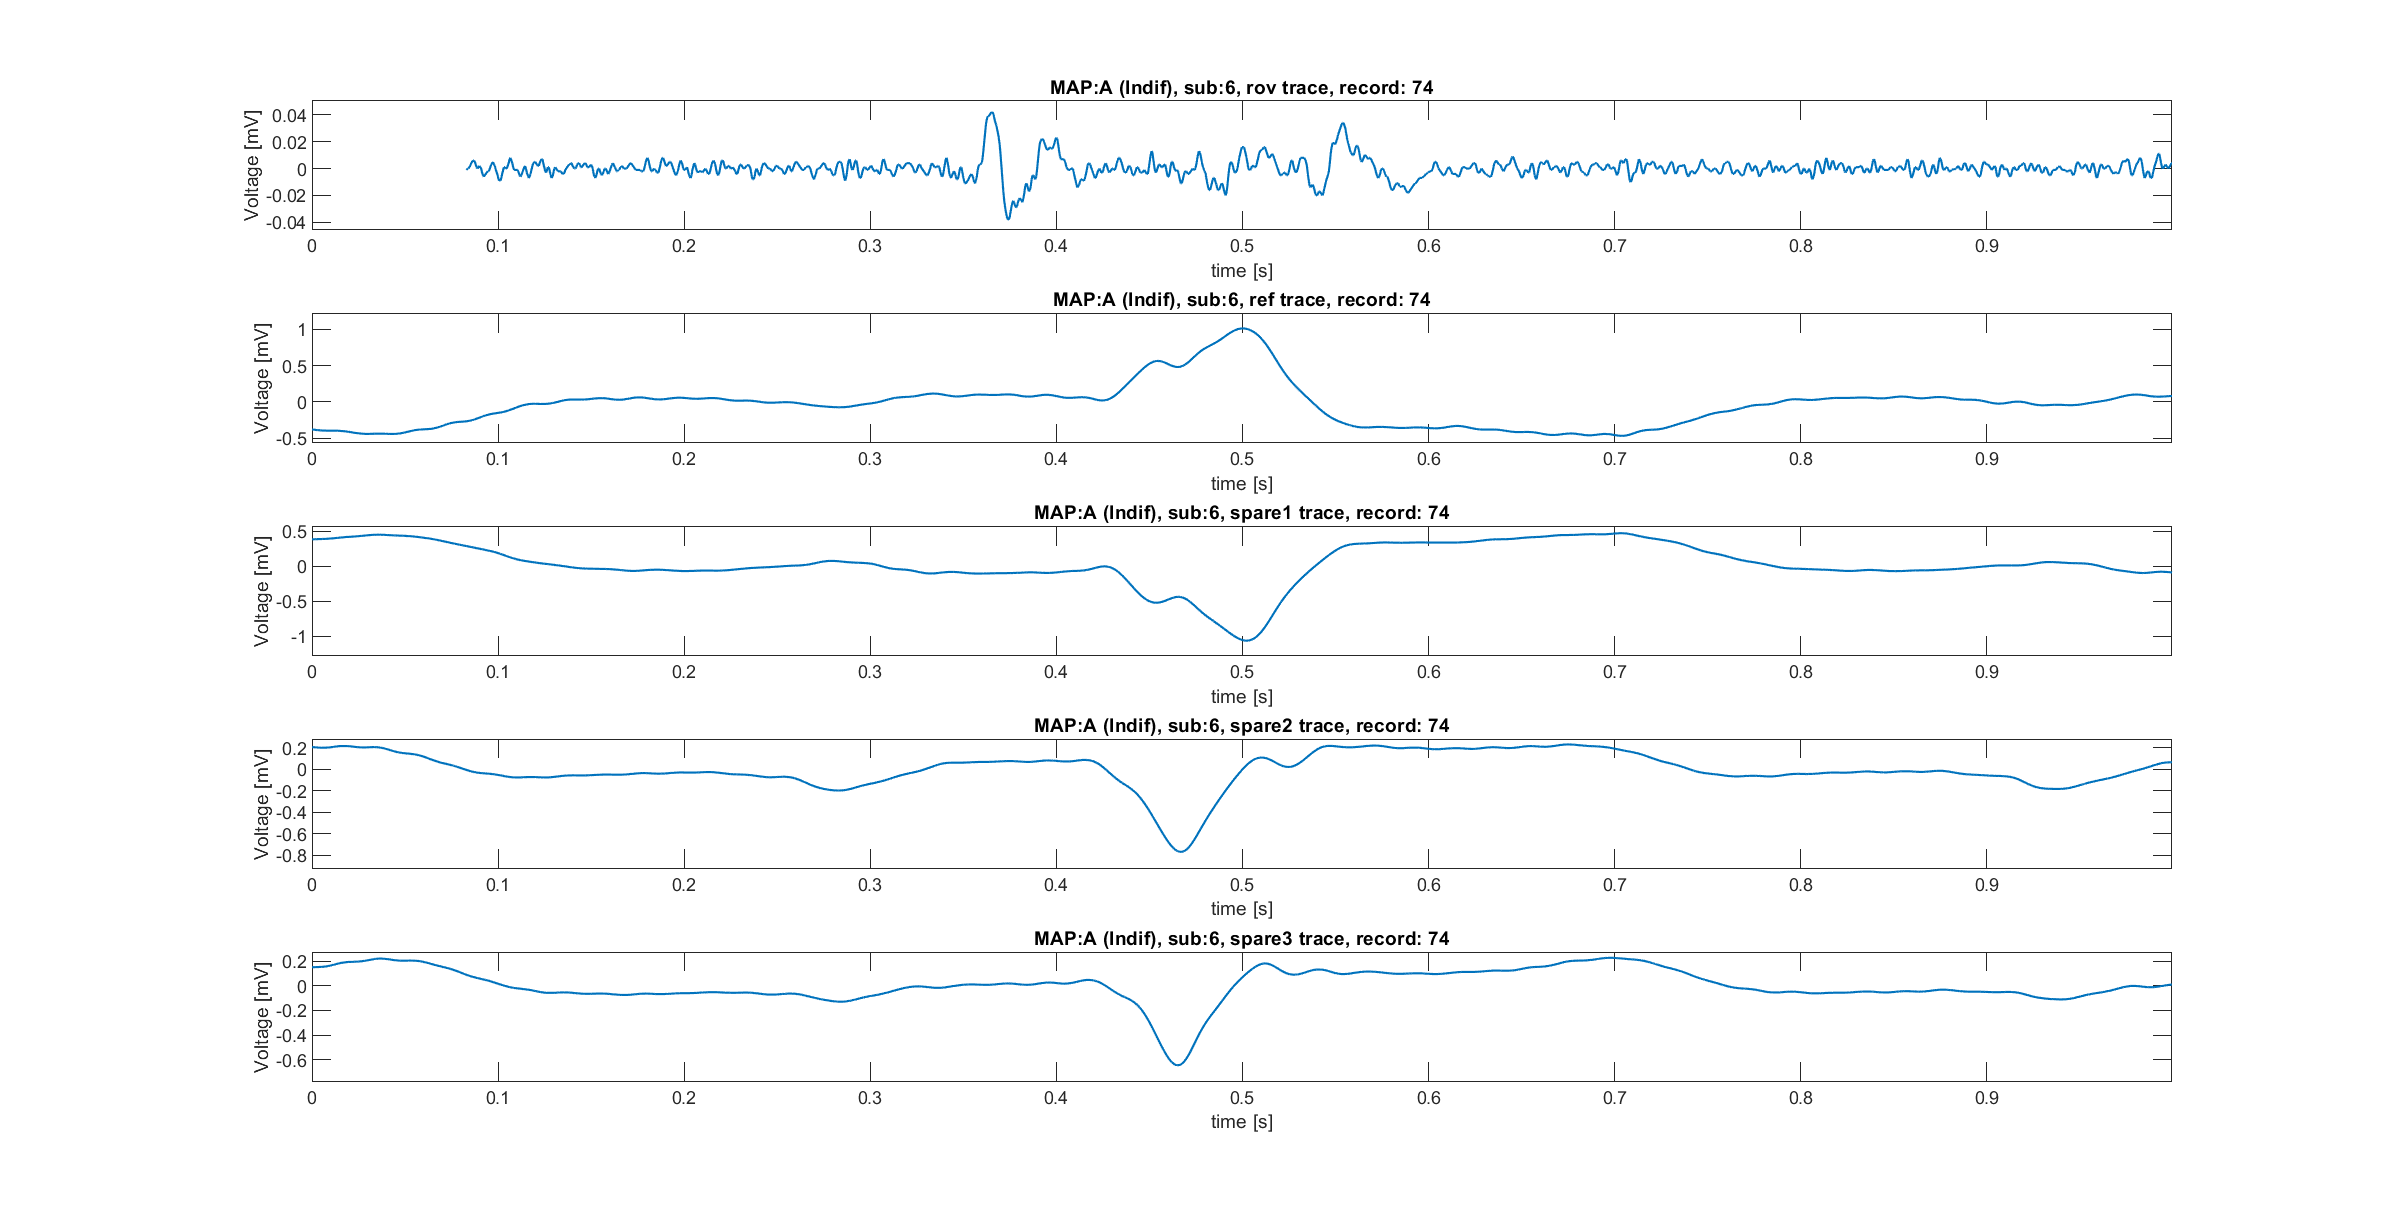 MAP:A (Indif), sub:6, rov trace, record: 74
Voltage [mV]
0.04
0.02
0
-0.02
-0.04
0 0.1 0.2 0.3 0.4 0.5 0.6 0.7 0.8 0.9
time [s]
MAP:A (Indif), sub:6, ref trace, record: 74
Voltage [mV]
1
0.5
0
-0.5
0 0.1 0.2 0.3 0.4 0.5 0.6 0.7 0.8 0.9
time [s]
MAP:A (Indif), sub:6, spare1 trace, record: 74
Voltage [mV]
0.5
0
-0.5
-1
0 0.1 0.2 0.3 0.4 0.5 0.6 0.7 0.8 0.9
time [s]
MAP:A (Indif), sub:6, spare2 trace, record: 74
Voltage [mV]
0.2
0
-0.2
-0.4
-0.6
-0.8
0 0.1 0.2 0.3 0.4 0.5 0.6 0.7 0.8 0.9
time [s]
MAP:A (Indif), sub:6, spare3 trace, record: 74
Voltage [mV]
0.2
0
-0.2
-0.4
-0.6
0 0.1 0.2 0.3 0.4 0.5 0.6 0.7 0.8 0.9
time [s]